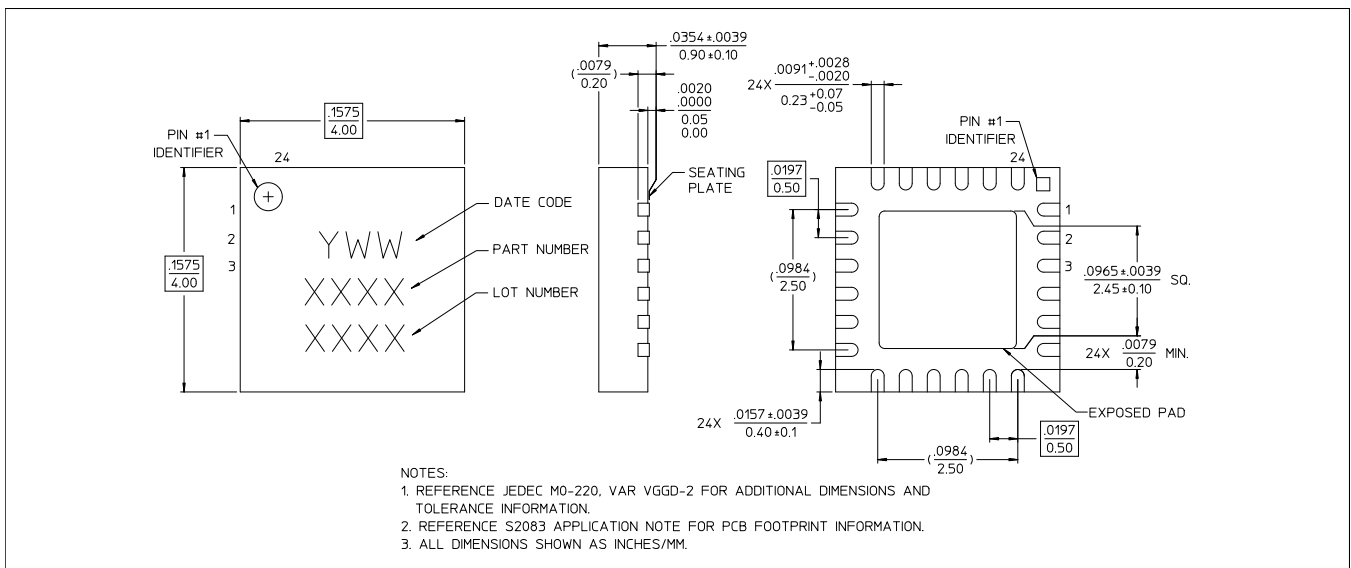 .1575
4.00
PIN #1
IDENTIFIER
24
1
2
3
.1575
4.00
YWW
XXXX
XXXX
DATE CODE
PART NUMBER
LOT NUMBER
.0354±.0039
0.90±0.10
(.0079
0.20)
.0020
.0000
0.05
0.00
SEATING
PLATE
24X .0091 +.0028 -.0020
0.23 +0.07 -0.05
PIN #1
IDENTIFIER
24
1
2
3
.0197
0.50
(.0984
2.50)
.0965±.0039
2.45±0.10 SQ.
24X .0079
0.20 MIN.
EXPOSED PAD
24X .0157±.0039
0.40±0.1
(.0984
2.50)
.0197
0.50
NOTES:
1. REFERENCE JEDEC MO-220, VAR VGGD-2 FOR ADDITIONAL DIMENSIONS AND
TOLERANCE INFORMATION.
2. REFERENCE S2083 APPLICATION NOTE FOR PCB FOOTPRINT INFORMATION.
3. ALL DIMENSIONS SHOWN AS INCHES/MM.